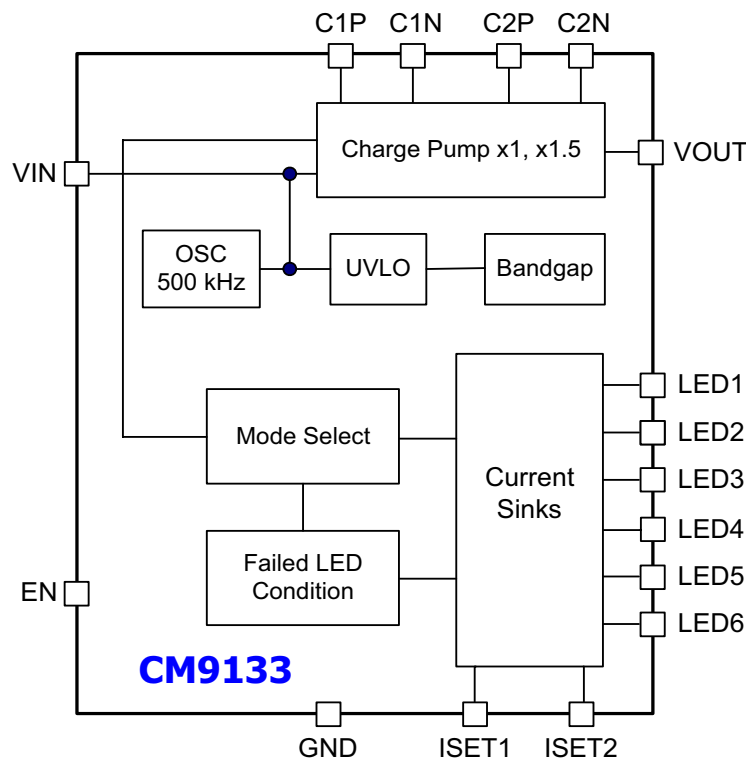 C1P C1N C2P C2N
Charge Pump x1, x1.5
VIN
VOUT
OSC
500 kHz
UVLO
Bandgap
LED1
LED2
Mode Select
LED3
Current
Sinks
LED4
Failed LED
Condition
LED5
EN
LED6
CM9133
GND
ISET1
ISET2